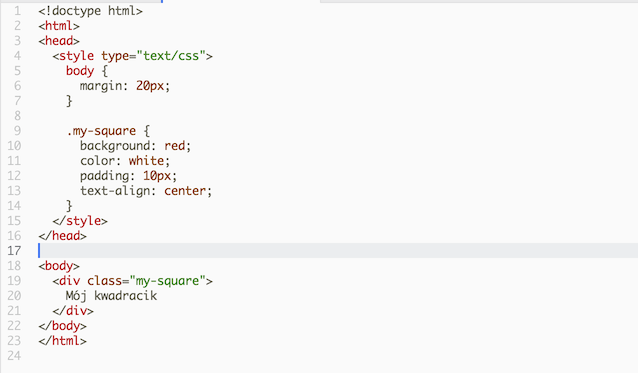 1 <!doctype html>
2 <html>
3 <head>
4   <style type="text/css">
5     body {
6       margin: 20px;
7     }
8
9     .my-square {
10       background: red;
11       color: white;
12       padding: 10px;
13       text-align: center;
14     }
15   </style>
16 </head>
17
18 <body>
19   <div class="my-square">
20     Mój kwadracik
21   </div>
22 </body>
23 </html>
24